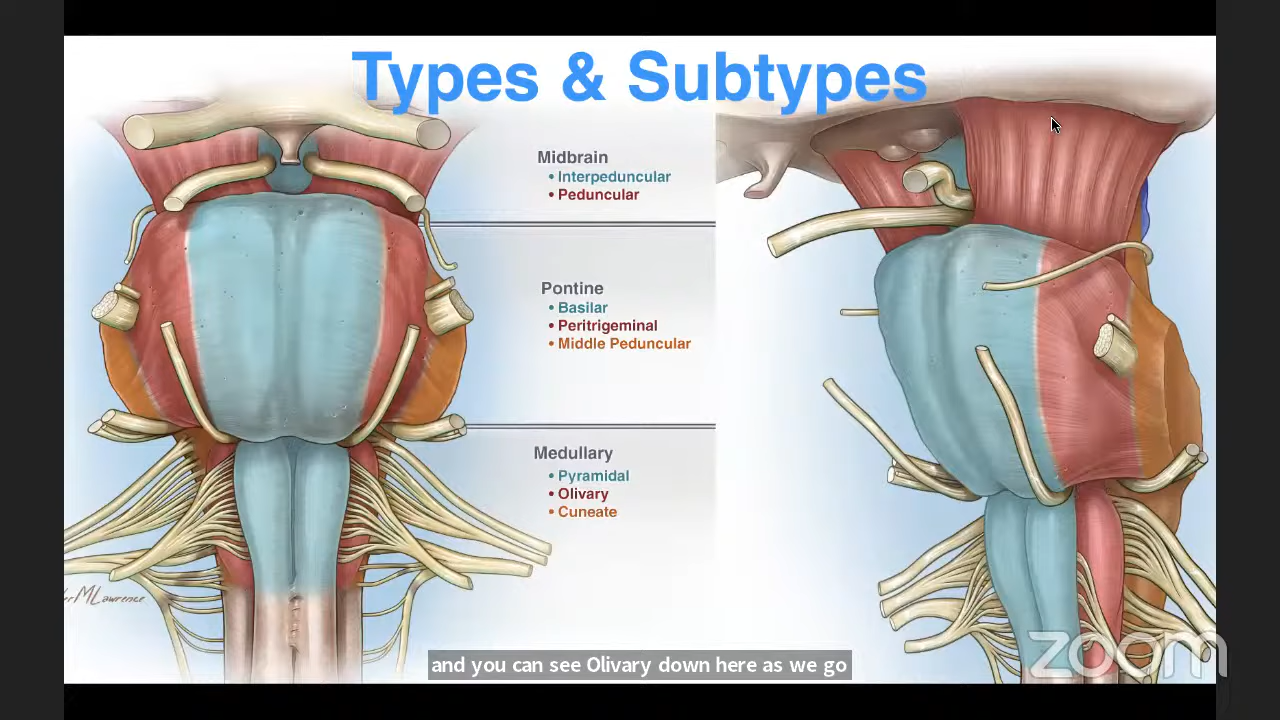 Types & Subtypes
Midbrain
• Interpeduncular
• Peduncular
Pontine
• Basilar
• Peritrigeminal
• Middle Peduncular
Medullary
• Pyramidal
• Olivary
• Cuneate
MLawrence
and you can see Olivary down here as we go
zoom